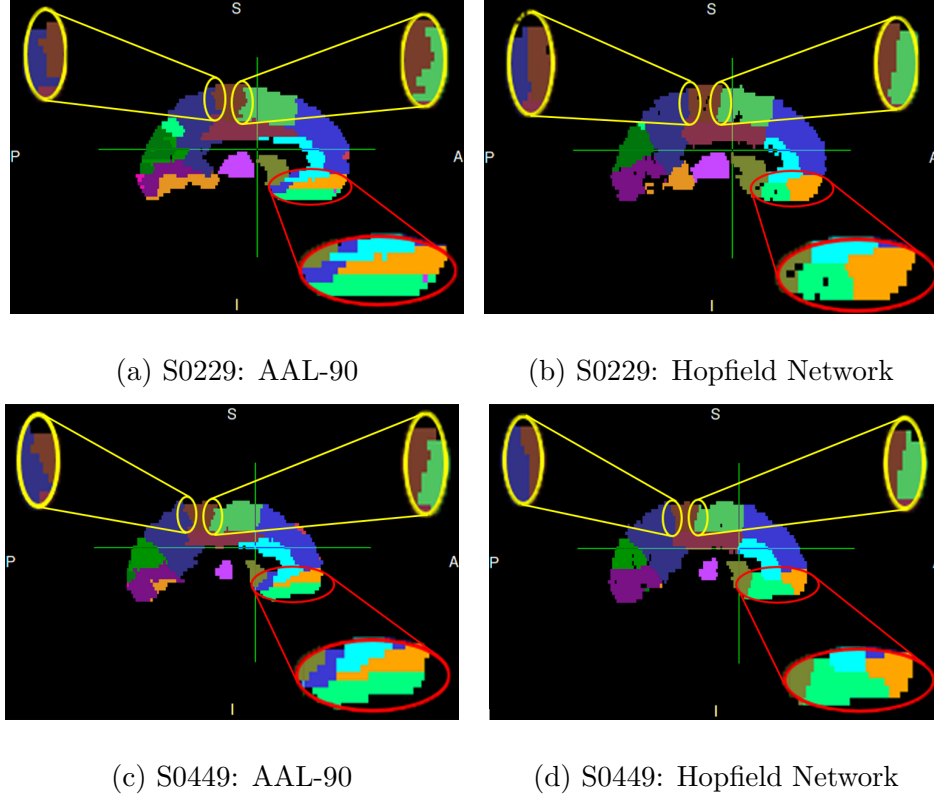 S
S
P
A
P
A
I
I
(a) S0229: AAL-90
(b) S0229: Hopfield Network
S
S
P
A
P
A
I
I
(c) S0449: AAL-90
(d) S0449: Hopfield Network